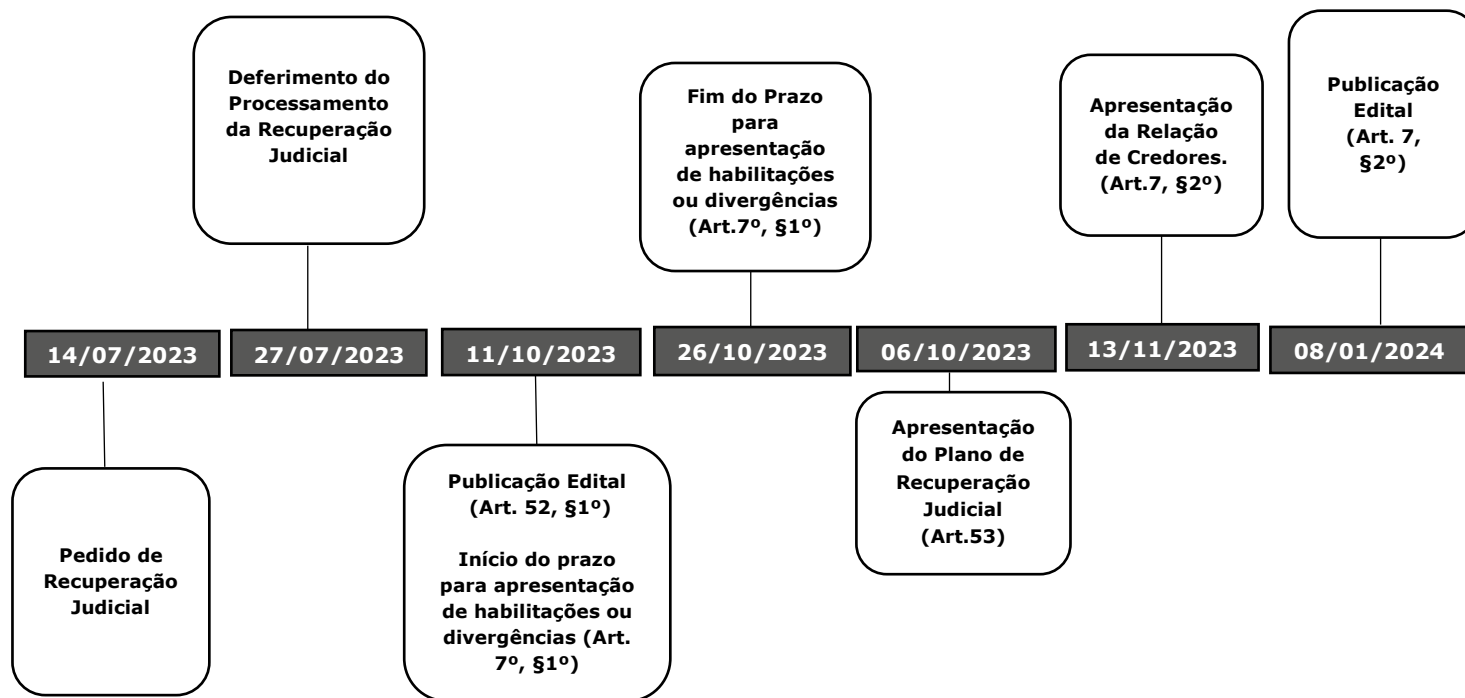 Deferimento do
Processamento
da Recuperação
Judicial
Fim do Prazo
para
apresentação
de habilitações
ou divergências
(Art.7º, §1º)
Apresentação
da Relação
de Credores.
(Art.7, §2º)
Publicação
Edital
(Art. 7,
§2º)
14/07/2023
27/07/2023
11/10/2023
26/10/2023
06/10/2023
13/11/2023
08/01/2024
Pedido de
Recuperação
Judicial
Publicação Edital
(Art. 52, §1º)
Início do prazo
para apresentação
de habilitações ou
divergências (Art.
7º, §1º)
Apresentação
do Plano de
Recuperação
Judicial
(Art.53)